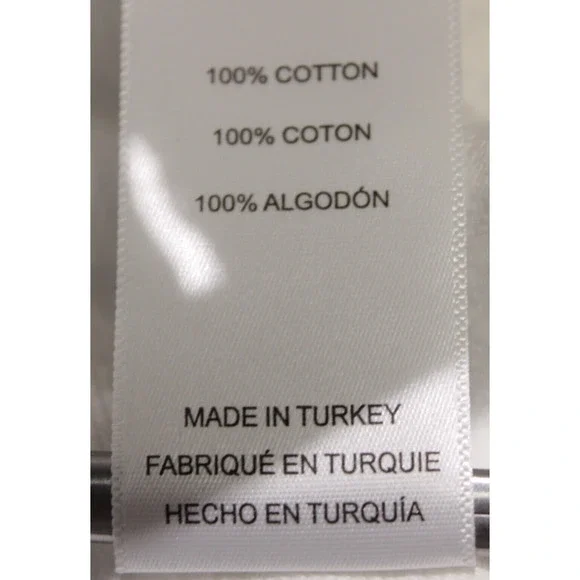 100% COTTON
100% COTON
100% ALGODÓN
MADE IN TURKEY
FABRIQUÉ EN TURQUIE
HECHO EN TURQUÍA